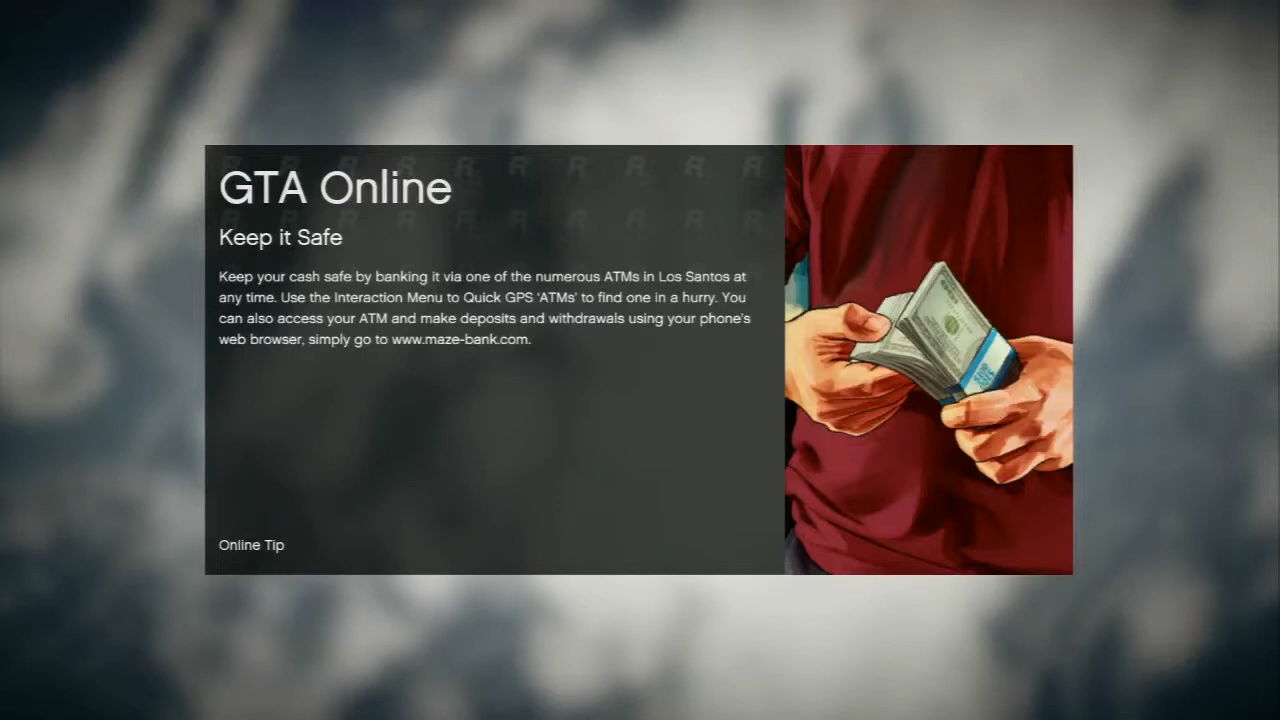 GTA Online
Keep it Safe
Keep your cash safe by banking it via one of the numerous ATMs in Los Santos at
any time. Use the Interaction Menu to Quick GPS 'ATMs' to find one in a hurry. You
can also access your ATM and make deposits and withdrawals using your phone's
web browser, simply go to www.maze-bank.com.
Online Tip